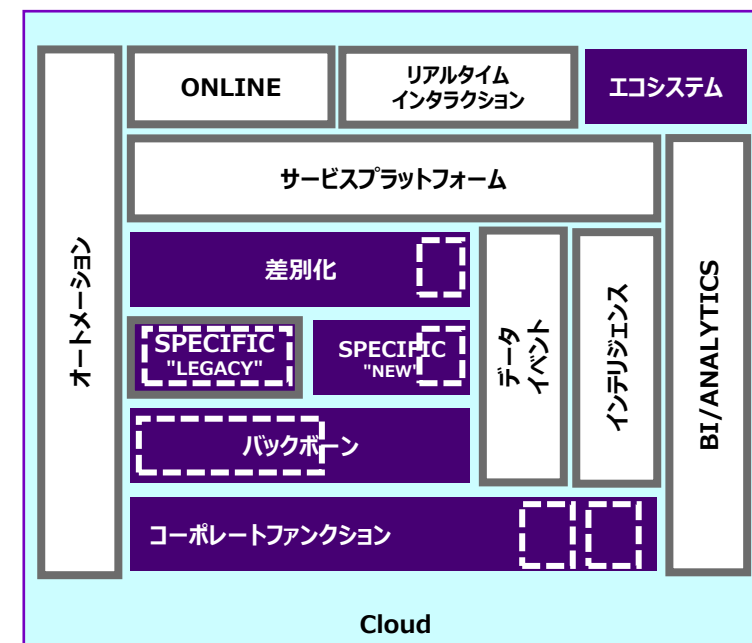 ONLINE
リアルタイム
インタラクション
エコシステム
サービスプラットフォーム
オートメーション
差別化
SPECIFIC
"LEGACY"
SPECIFIC
"NEW"
データ
イベント
インテリジェンス
BI/ANALYTICS
バックボーン
コーポレートファンクション
Cloud